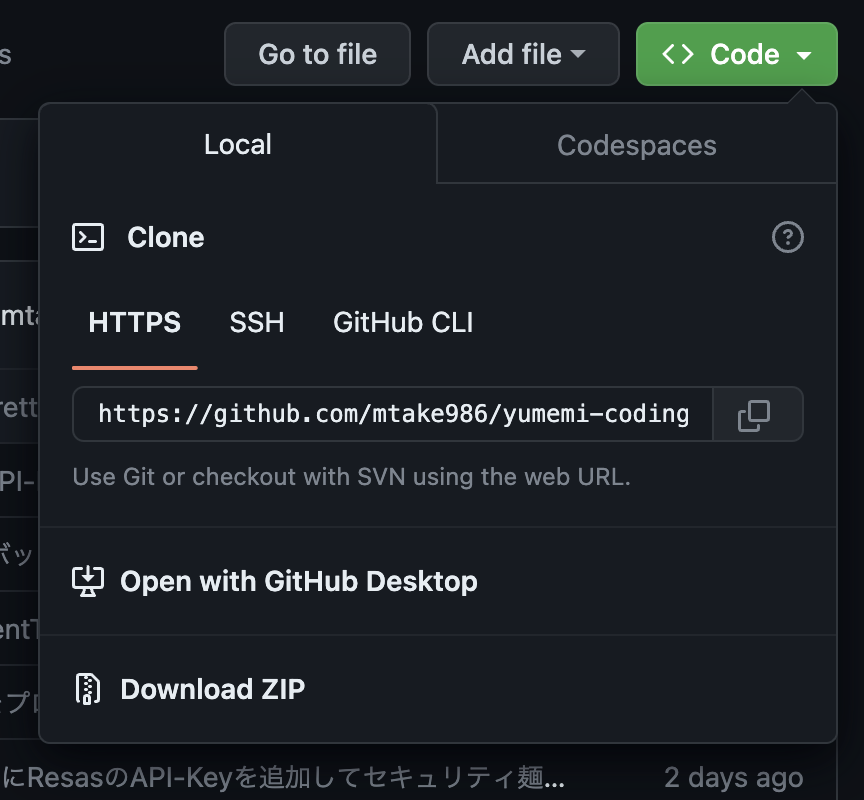 s
Go to file
Add file
Code
Local
Codespaces
Clone
HTTPS
SSH
GitHub CLI
mta
https://github.com/mtake986/yumemi-coding
rett
Use Git or checkout with SVN using the web URL.
PI-
ボッ
Open with GitHub Desktop
entT
Download ZIP
プロ
にResasのAPI-Keyを追加してセキュリティ麺...
2 days ago